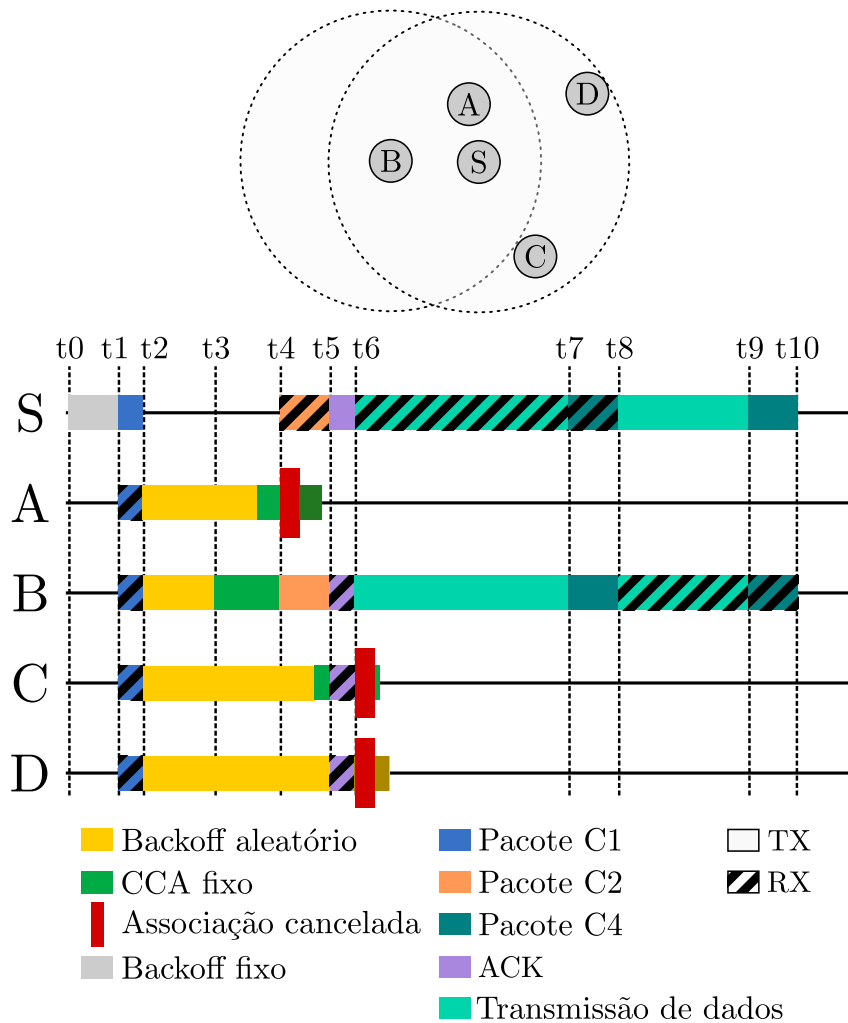 A
D
B
S
C
t0 t1 t2 t3 t4 t5 t6 t7 t8 t9 t10
S
A
B
C
D
Backoff aleatório
CCA fixo
Associação cancelada
Backoff fixo
Pacote C1
Pacote C2
Pacote C4
ACK
Transmissão de dados
TX
RX